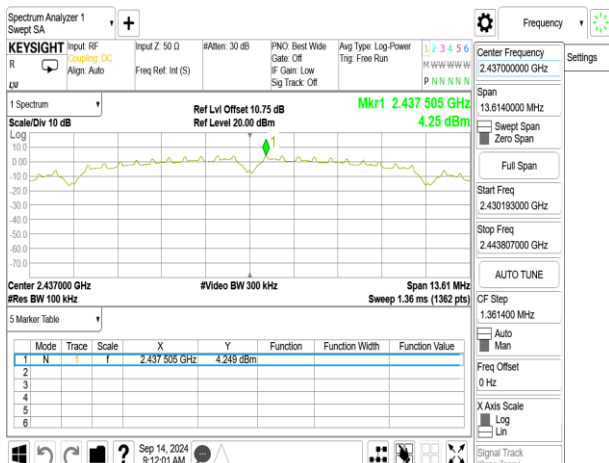 Spectrum Analyzer 1
Swept SA
+
Frequency
KEYSIGHT Input: RF
Input Z: 50 Ω
#Atten: 30 dB
PNO: Best Wide
Avg Type: Log-Power
1 2 3 4 5 6
R
Coupling: DC
Gate: Off
Trig: Free Run
M W W W W W
Align: Auto
Freq Ref: Int (S)
IF Gain: Low
LXI
Sig Track: Off
P N N N N N
Center Frequency
2.437000000 GHz
Settings
Span
13.6140000 MHz
Swept Span
Zero Span
Full Span
Start Freq
2.430193000 GHz
Stop Freq
2.443807000 GHz
AUTO TUNE
CF Step
1.361400 MHz
Auto
Man
Freq Offset
0 Hz
X Axis Scale
Log
Lin
Signal Track
1 Spectrum
Ref Lvl Offset 10.75 dB
Mkr1 2.437 505 GHz
Scale/Div 10 dB
Ref Level 20.00 dBm
4.25 dBm
Log
1
10.0
0.00
-10.0
-20.0
-30.0
-40.0
-50.0
-60.0
-70.0
Center 2.437000 GHz
#Video BW 300 kHz
Span 13.61 MHz
#Res BW 100 kHz
Sweep 1.36 ms (1362 pts)
5 Marker Table
Mode Trace Scale X Y Function Function Width Function Value
1 N 1 f 2.437 505 GHz 4.249 dBm
2
3
4
5
6
?
Sep 14, 2024
9:12:01 AM